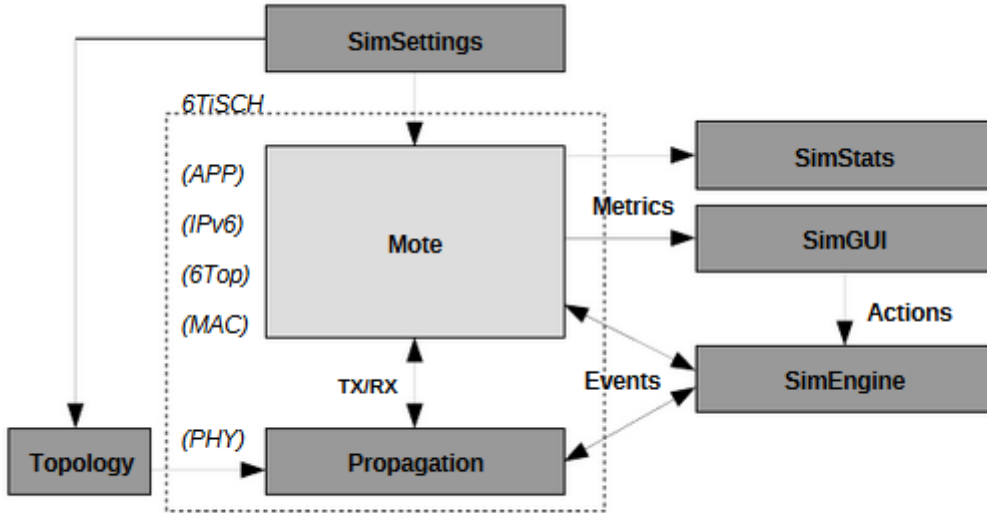 SimSettings
6TiSCH
(APP)
(IPv6)
(6Top)
(MAC)
Mote
SimStats
Metrics
SimGUI
Actions
TX/RX
Events
SimEngine
(PHY)
Topology
Propagation